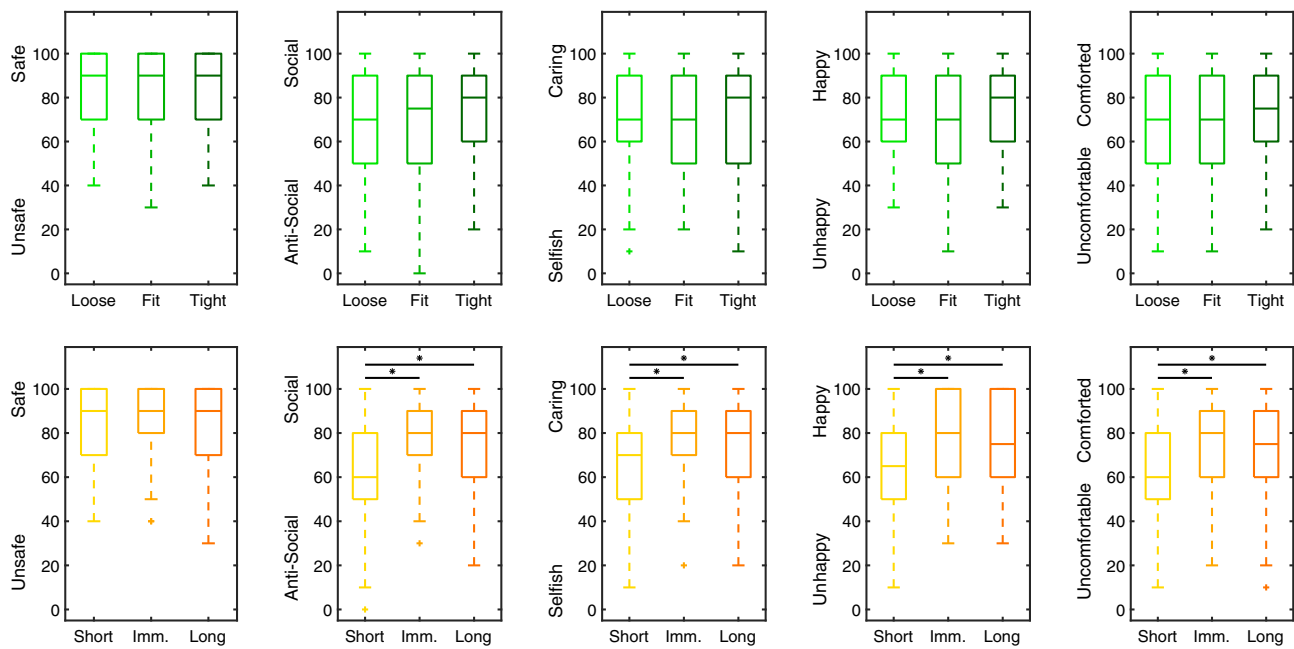 Safe
Unsafe
100
80
60
40
20
0
Loose Fit Tight
Social
Anti-Social
100
80
60
40
20
0
Loose Fit Tight
Caring
Selfish
100
80
60
40
20
0
Loose Fit Tight
Happy
Unhappy
100
80
60
40
20
0
Loose Fit Tight
Comforted
Uncomfortable
100
80
60
40
20
0
Loose Fit Tight
Safe
Unsafe
100
80
60
40
20
0
Short Imm. Long
Social
Anti-Social
100
80
60
40
20
0
*
*
Short Imm. Long
Caring
Selfish
100
80
60
40
20
0
*
*
Short Imm. Long
Happy
Unhappy
100
80
60
40
20
0
*
*
Short Imm. Long
Comforted
Uncomfortable
100
80
60
40
20
0
*
*
Short Imm. Long